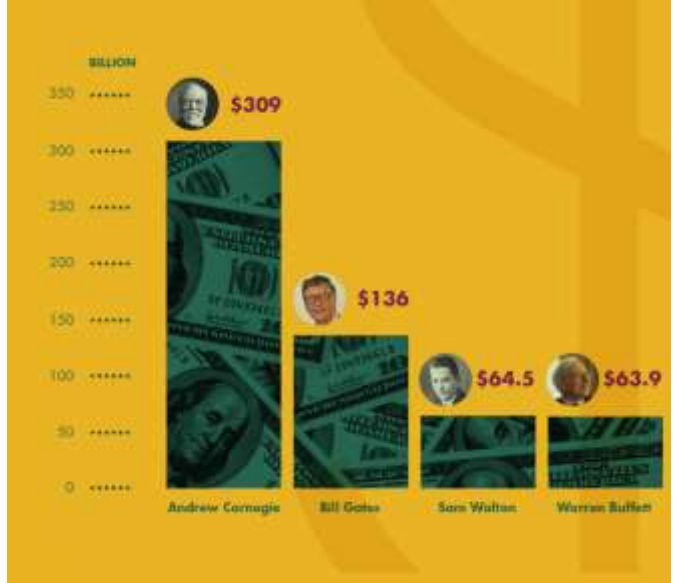 BILLION
350
$309
300
250
200
$136
150
100
$64.5
$63.9
50
0
Andrew Carnegie
Bill Gates
Sam Walton
Warren Buffett